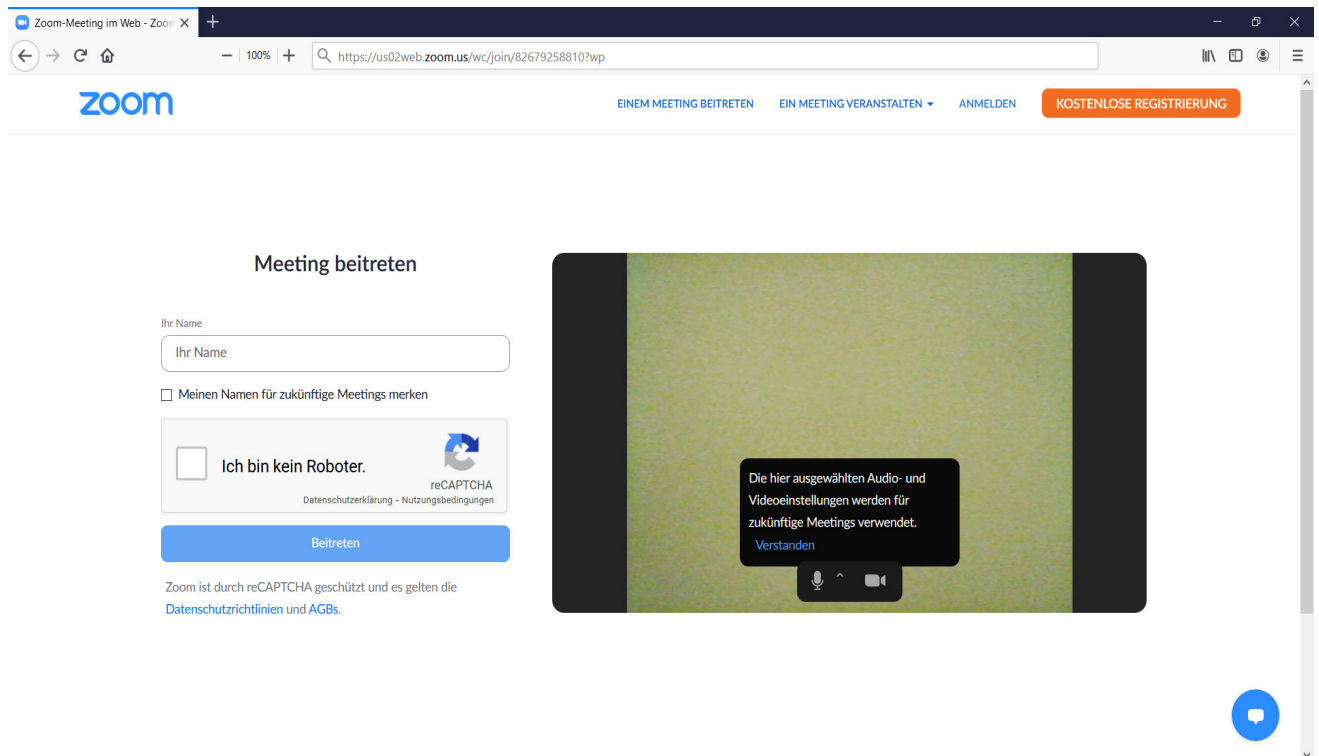 Zoom-Meeting im Web - Zoom
100%
https://us02web.zoom.us/wc/join/82679258810?wp
zoom
EINEM MEETING BEITRETEN EIN MEETING VERANSTALTEN ANMELDEN KOSTENLOSE REGISTRIERUNG
Meeting beitreten
Ihr Name
Ihr Name
Meinen Namen für zukünftige Meetings merken
Ich bin kein Roboter.
reCAPTCHA
Datenschutzerklärung - Nutzungsbedingungen
Beitreten
Zoom ist durch reCAPTCHA geschützt und es gelten die
Datenschutzrichtlinien und AGBs.
Die hier ausgewählten Audio- und
Videoeinstellungen werden für
zukünftige Meetings verwendet.
Verstanden